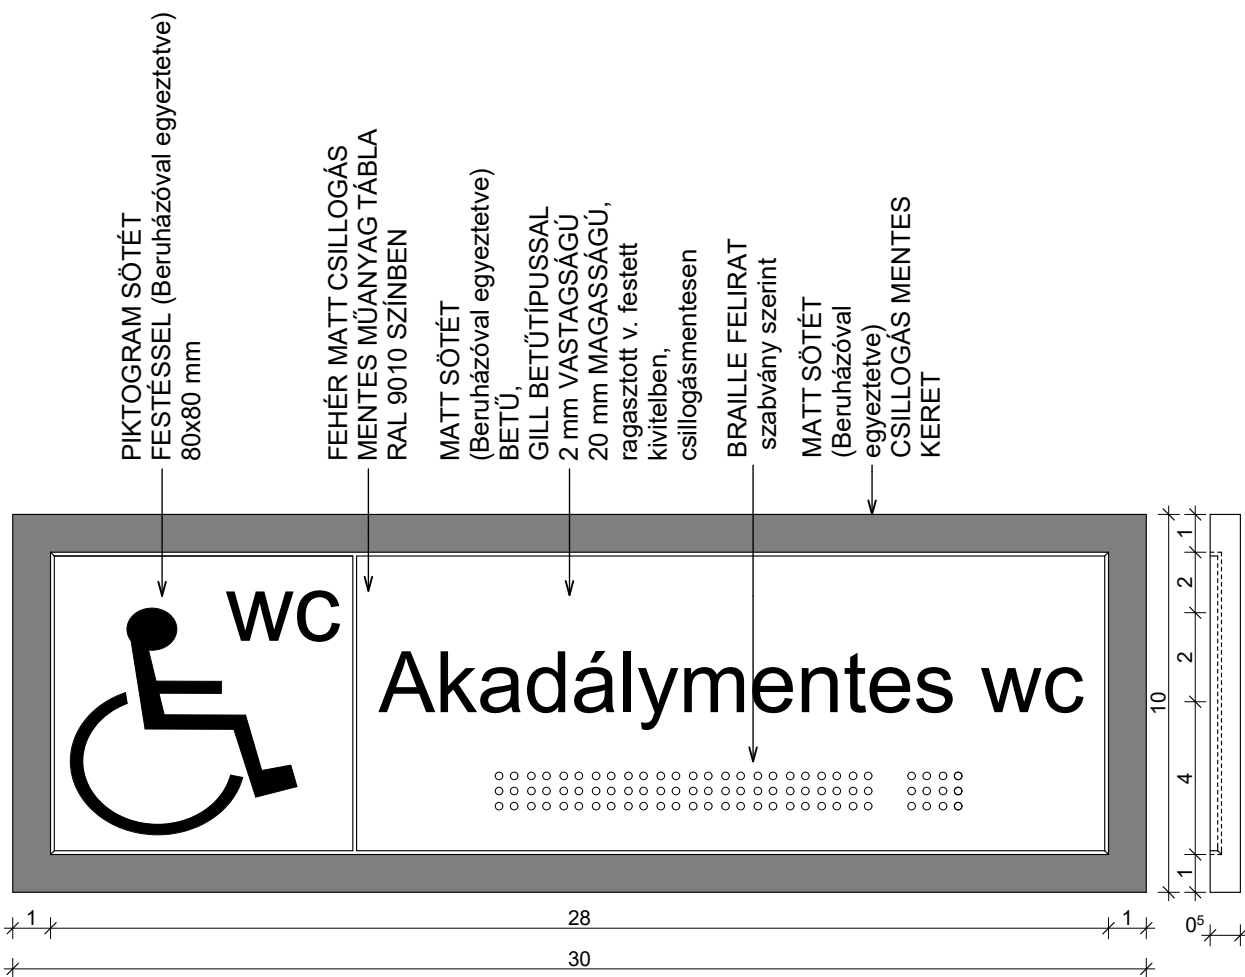 PIKTOGRAM SÖTÉT
FESTÉSSEL (Beruházóval egyeztetve)
80x80 mm
FEHÉR MATT CSILLOGÁS
MENTES MŰANYAG TÁBLA
RAL 9010 SZÍNBEN
MATT SÖTÉT
(Beruházóval egyeztetve)
BETŰ,
GILL BETŰTÍPUSSAL
2 mm VASTAGSÁGÚ
20 mm MAGASSÁGÚ,
ragasztott v. festett
kivitelben,
csillogásmentesen
BRAILLE FELIRAT
szabvány szerint
MATT SÖTÉT
(Beruházóval
egyeztetve)
CSILLOGÁS MENTES
KERET
wc
Akadálymentes wc
1
2
2
4
1
10
1
28
1
0⁵
30